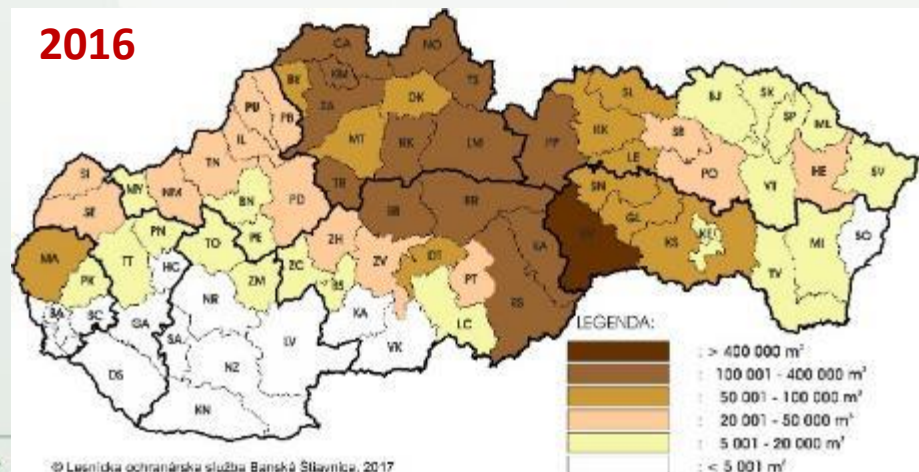 2016
CA NO
BY KM TS
ZA DK
PU PB MT RK LM PP
IL
SL BJ SK
KK SP ML
SB
LE PO HE SV
VT
SI NM TN
MY BN PD TR
SE
BB BR SN GL
KS KE MI SO
PN TO PE ZH
MA TT ZC ZV DT PT RA
HC ZM BS
PK LC RS TV
BA SC NR KA
GA SA LV VK
DS NZ
KN
LEGENDA:
: > 400 000 m³
: 100 001 - 400 000 m³
: 50 001 - 100 000 m³
: 20 001 - 50 000 m³
: 5 001 - 20 000 m³
: < 5 001 m³
© Lesnícka ochranárska služba Banská Štiavnica, 2017